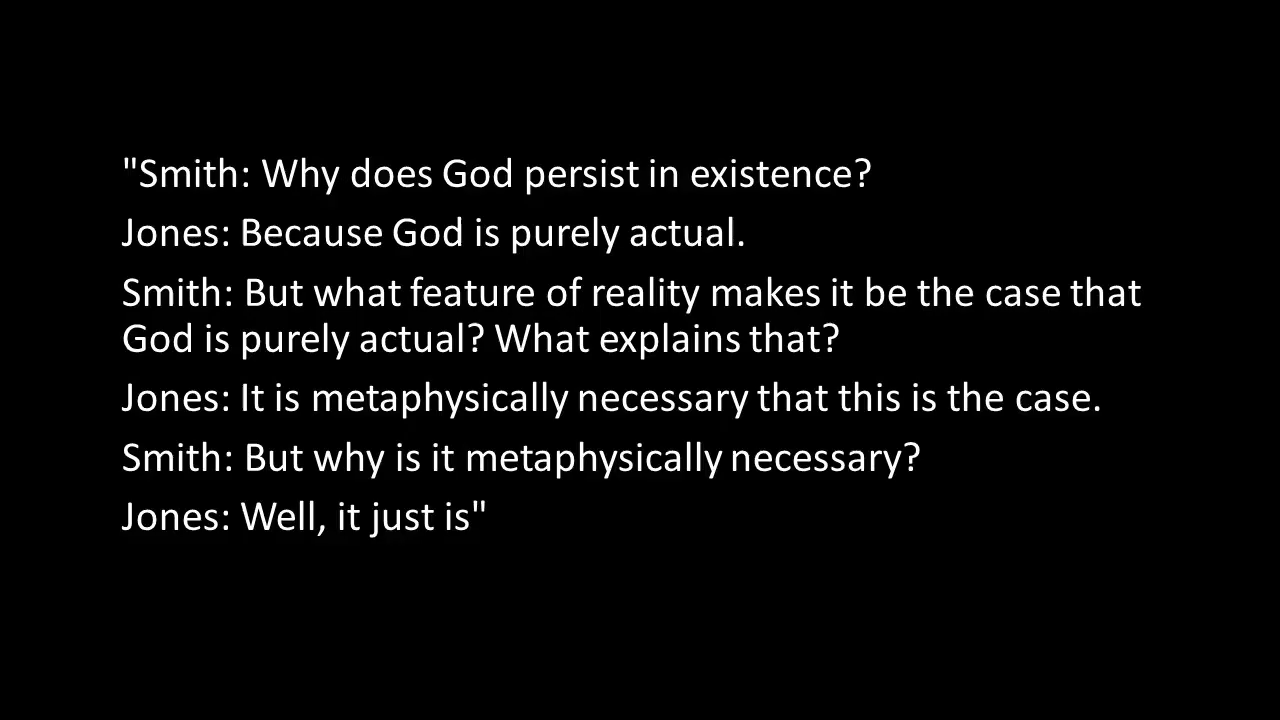 "Smith: Why does God persist in existence?
Jones: Because God is purely actual.
Smith: But what feature of reality makes it be the case that
God is purely actual? What explains that?
Jones: It is metaphysically necessary that this is the case.
Smith: But why is it metaphysically necessary?
Jones: Well, it just is"